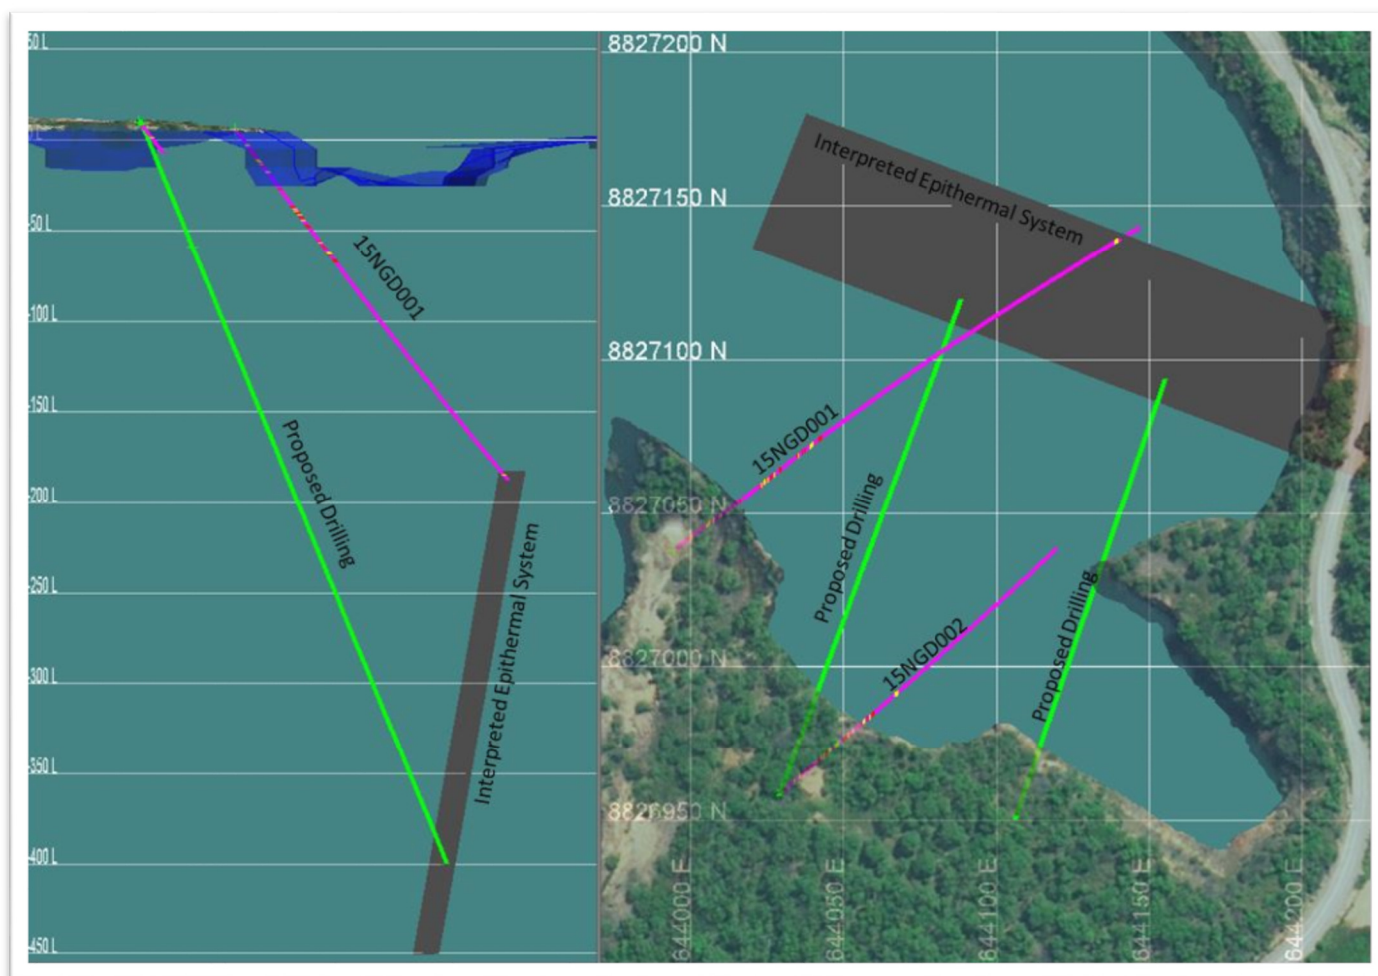 50 L
L
-50 L
-100 L
-150 L
-200 L
-250 L
-300 L
-350 L
-400 L
-450 L
15NGD001
Proposed Drilling
Interpreted Epithermal System
8827200 N
8827150 N
8827100 N
8827050 N
8827000 N
8826950 N
Interpreted Epithermal System
15NGD001
Proposed Drilling
15NGD002
Proposed Drilling
644000 E
644050 E
644100 E
644150 E
644200 E